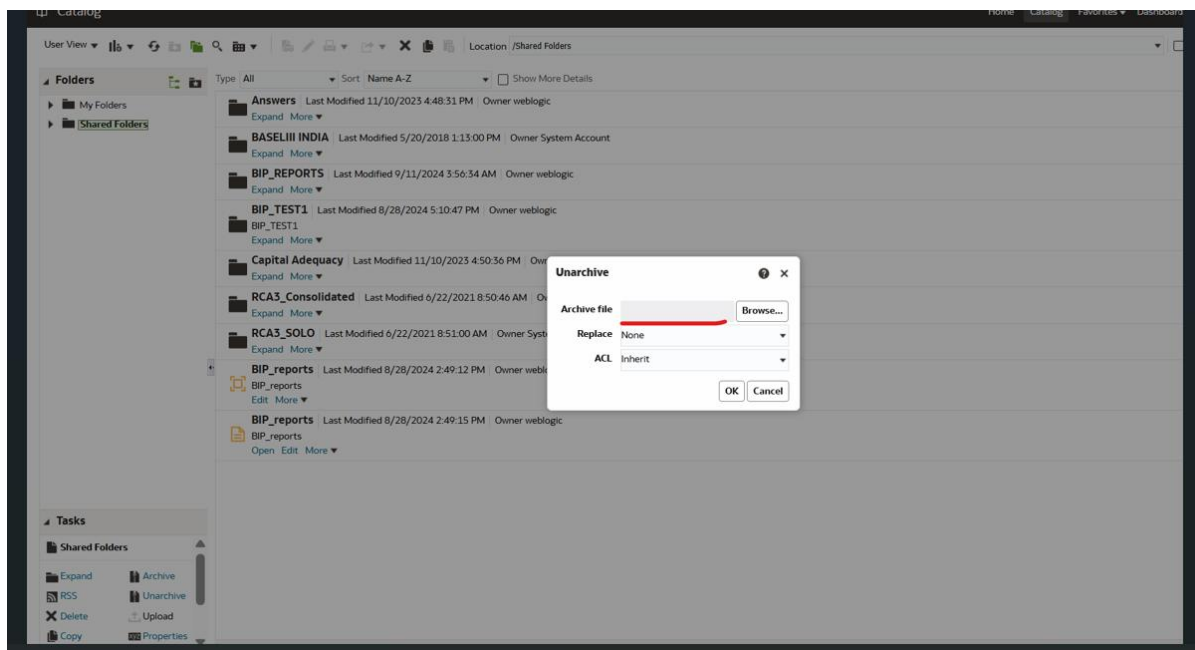 Catalog
Home Catalog Favorites Dashboard
User View
Location /Shared Folders
Folders
My Folders
Shared Folders
Type All Sort Name A-Z Show More Details
Answers Last Modified 11/10/2023 4:48:31 PM Owner weblogic
Expand More
BASELIII INDIA Last Modified 5/20/2018 1:13:00 PM Owner System Account
Expand More
BIP_REPORTS Last Modified 9/11/2024 3:56:34 AM Owner weblogic
Expand More
BIP_TEST1 Last Modified 8/28/2024 5:10:47 PM Owner weblogic
BIP_TEST1
Expand More
Capital Adequacy Last Modified 11/10/2023 4:50:36 PM
Expand More
RCA3_Consolidated Last Modified 6/22/2021 8:50:46 AM
Expand More
RCA3_SOLO Last Modified 6/22/2021 8:51:00 AM Owner Syst
Expand More
BIP_reports Last Modified 8/28/2024 2:49:12 PM Owner webl
BIP_reports
Edit More
BIP_reports Last Modified 8/28/2024 2:49:15 PM Owner weblogic
BIP_reports
Open Edit More
Unarchive
Archive file Browse...
Replace None
ACL Inherit
OK Cancel
Tasks
Shared Folders
Expand Archive
RSS Unarchive
Delete Upload
Copy Properties